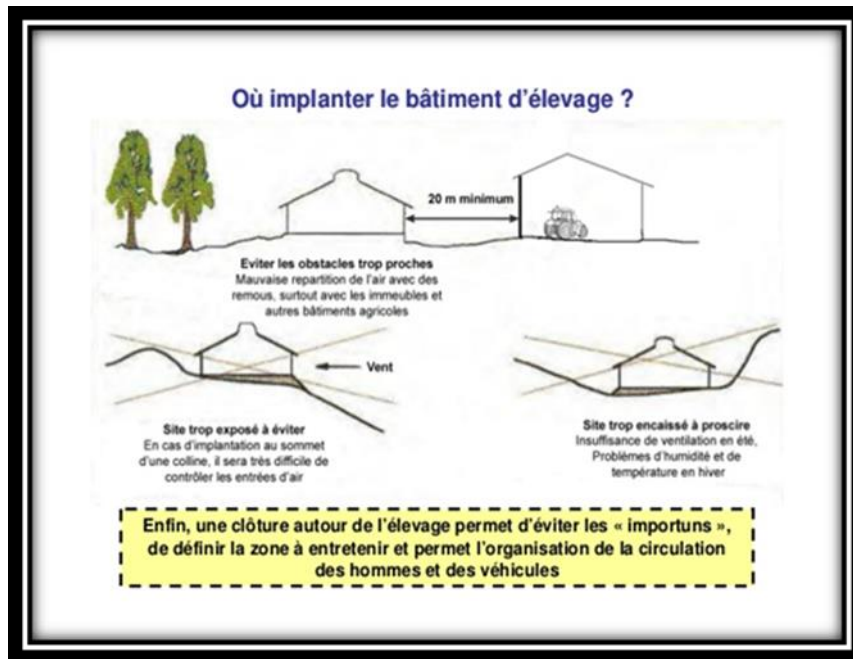 Où implanter le bâtiment d'élevage ?
20 m minimum
Eviter les obstacles trop proches
Mauvaise repartition de l'air avec des
remous, surtout avec les immeubles et
autres bâtiments agricoles
Vent
Site trop exposé à éviter
En cas d'implantation au sommet
d'une colline, il sera très difficile de
contrôler les entrées d'air
Site trop encaissé à proscire
Insuffisance de ventilation en été,
Problèmes d'humidité et de
température en hiver
Enfin, une clôture autour de l'élevage permet d'éviter les « importuns »,
de définir la zone à entretenir et permet l'organisation de la circulation
des hommes et des véhicules